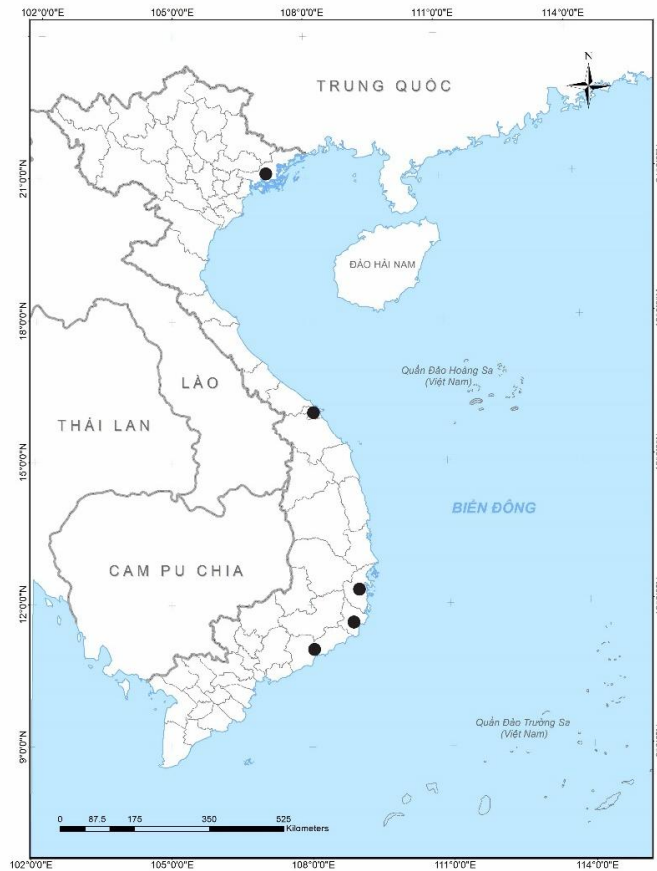 102°0'0"E 105°0'0"E 108°0'0"E 111°0'0"E 114°0'0"E
N
TRUNG QUỐC
21°0'0"N
ĐẢO HẢI NAM
18°0'0"N
Quần Đảo Hoàng Sa
(Việt Nam)
LÀO
THÁI LAN
15°0'0"N
BIỂN ĐÔNG
CAM PU CHIA
12°0'0"N
Quần Đảo Trường Sa
(Việt Nam)
9°0'0"N
0 87.5 175 350 525
Kilometers
102°0'0"E 105°0'0"E 108°0'0"E 111°0'0"E 114°0'0"E